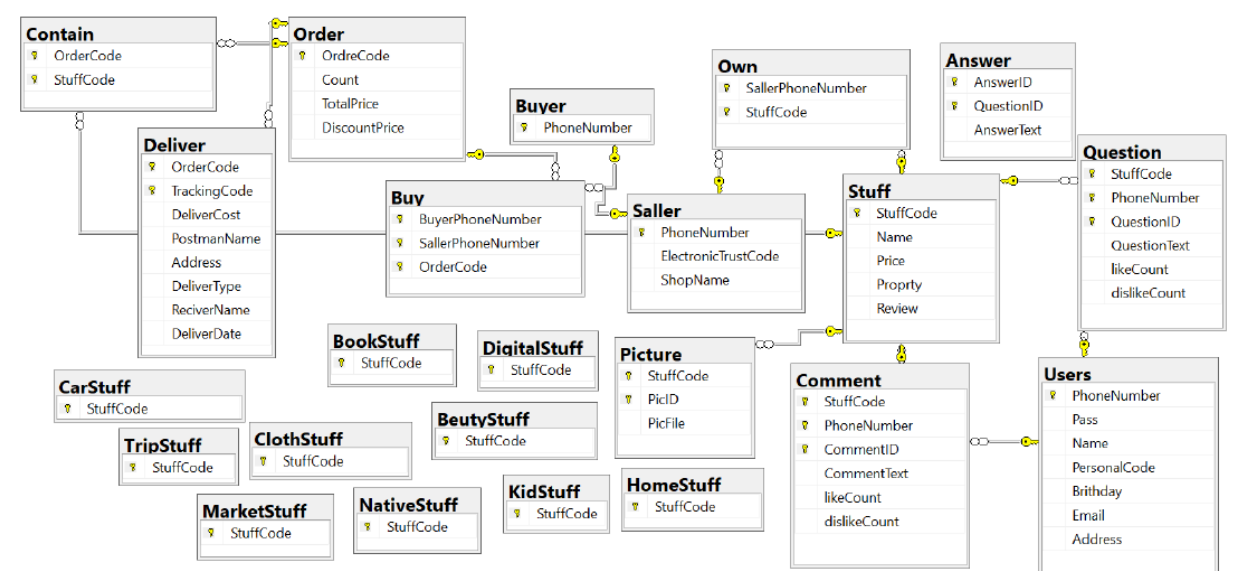 Contain
OrderCode
StuffCode
Order
OrdreCode
Count
TotalPrice
DiscountPrice
Deliver
OrderCode
TrackingCode
DeliverCost
PostmanName
Address
DeliverType
ReciverName
DeliverDate
Buyer
PhoneNumber
Buy
BuyerPhoneNumber
SallerPhoneNumber
OrderCode
Own
SallerPhoneNumber
StuffCode
Saller
PhoneNumber
ElectronicTrustCode
ShopName
Answer
AnswerID
QuestionID
AnswerText
Stuff
StuffCode
Name
Price
Proprty
Review
Question
StuffCode
PhoneNumber
QuestionID
QuestionText
likeCount
dislikeCount
BookStuff
StuffCode
DigitalStuff
StuffCode
Picture
StuffCode
PicID
PicFile
Comment
StuffCode
PhoneNumber
CommentID
CommentText
likeCount
dislikeCount
Users
PhoneNumber
Pass
Name
PersonalCode
Brithday
Email
Address
CarStuff
StuffCode
TripStuff
StuffCode
ClothStuff
StuffCode
BeutyStuff
StuffCode
MarketStuff
StuffCode
NativeStuff
StuffCode
KidStuff
StuffCode
HomeStuff
StuffCode